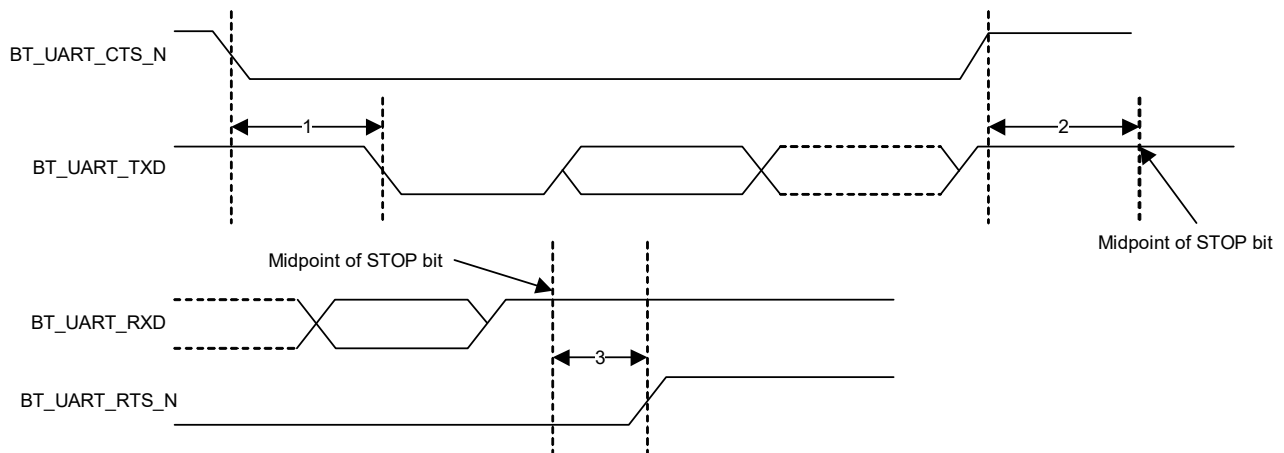 BT_UART_CTS_N
1
2
BT_UART_TXD
Midpoint of STOP bit
Midpoint of STOP bit
BT_UART_RXD
3
BT_UART_RTS_N